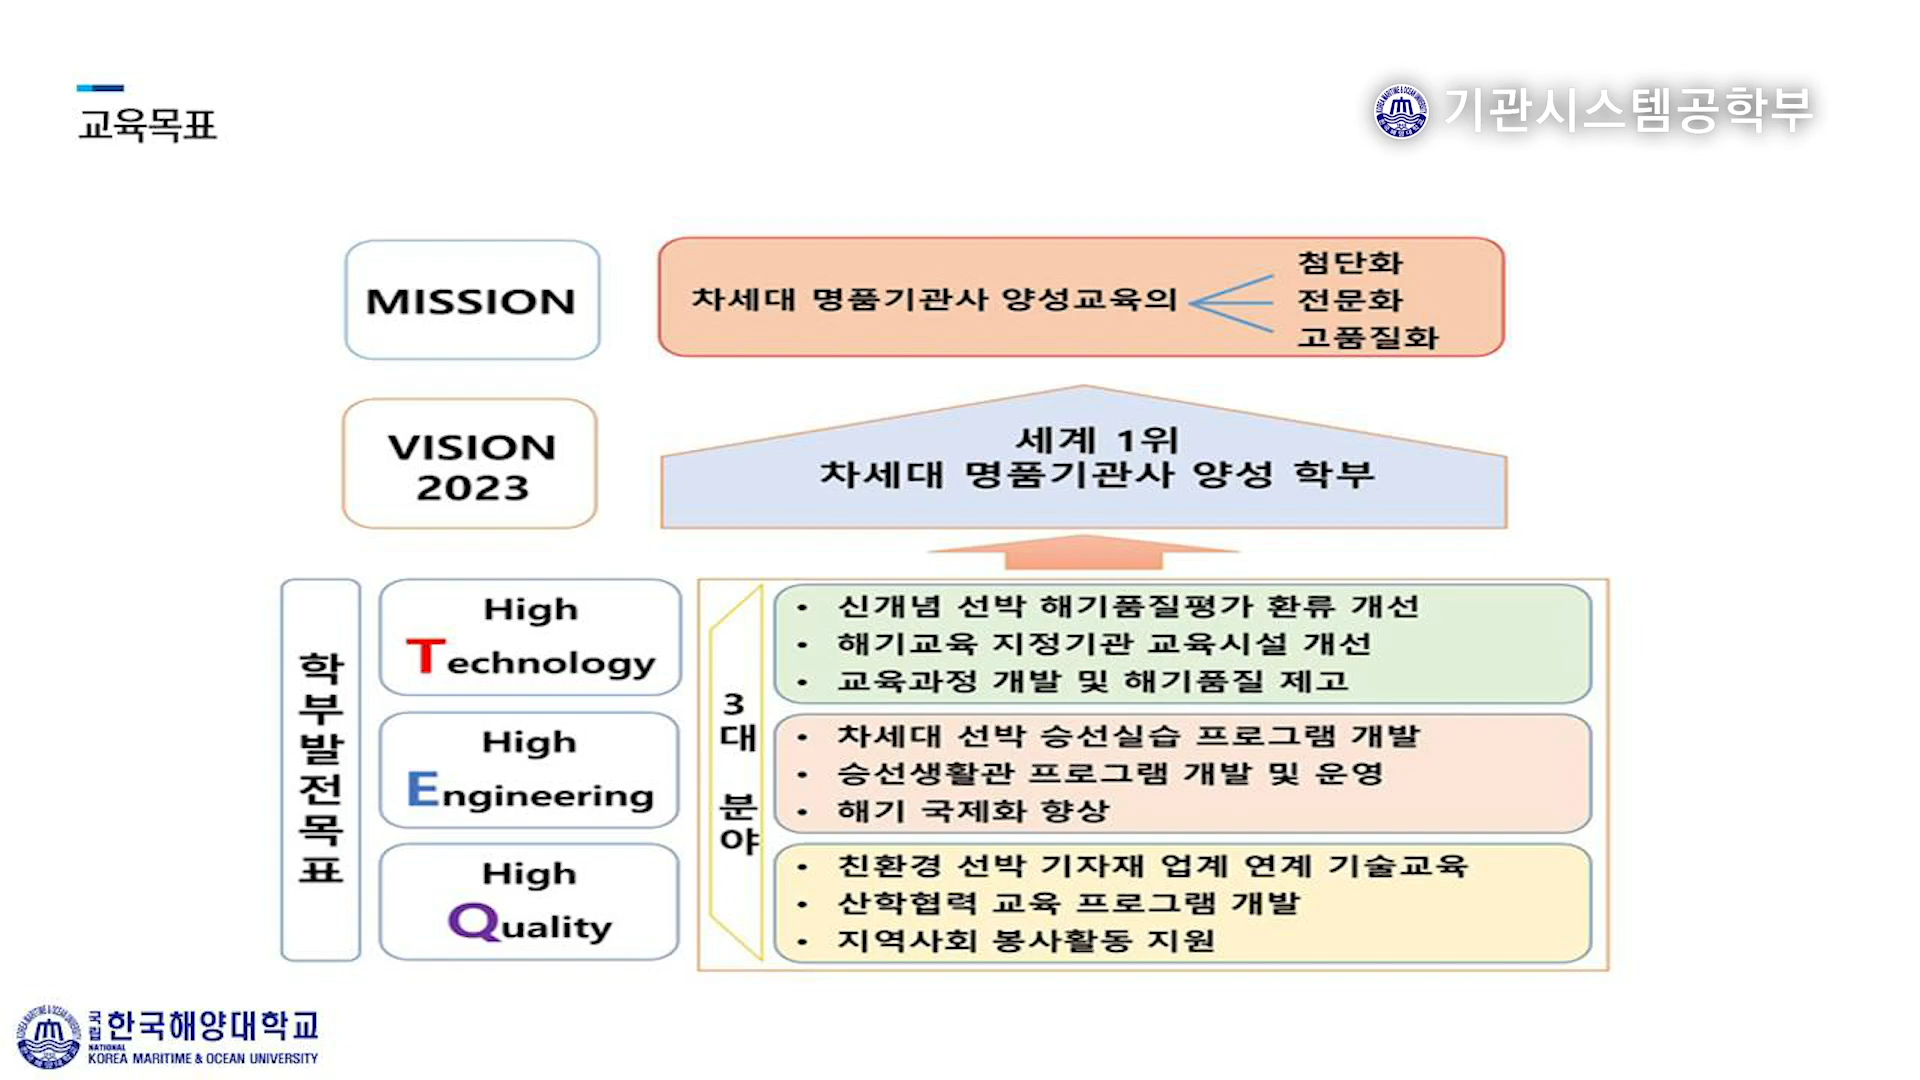 교육목표
기관시스템공학부
MISSION
차세대 명품기관사 양성교육의
첨단화
전문화
고품질화
VISION
2023
세계 1위
차세대 명품기관사 양성 학부
학부발전목표
High
Technology
High
Engineering
High
Quality
3대 분야
• 신개념 선박 해기품질평가 환류 개선
• 해기교육 지정기관 교육시설 개선
• 교육과정 개발 및 해기품질 제고
• 차세대 선박 승선실습 프로그램 개발
• 승선생활관 프로그램 개발 및 운영
• 해기 국제화 향상
• 친환경 선박 기자재 업계 연계 기술교육
• 산학협력 교육 프로그램 개발
• 지역사회 봉사활동 지원
국립한국해양대학교
NATIONAL
KOREA MARITIME & OCEAN UNIVERSITY